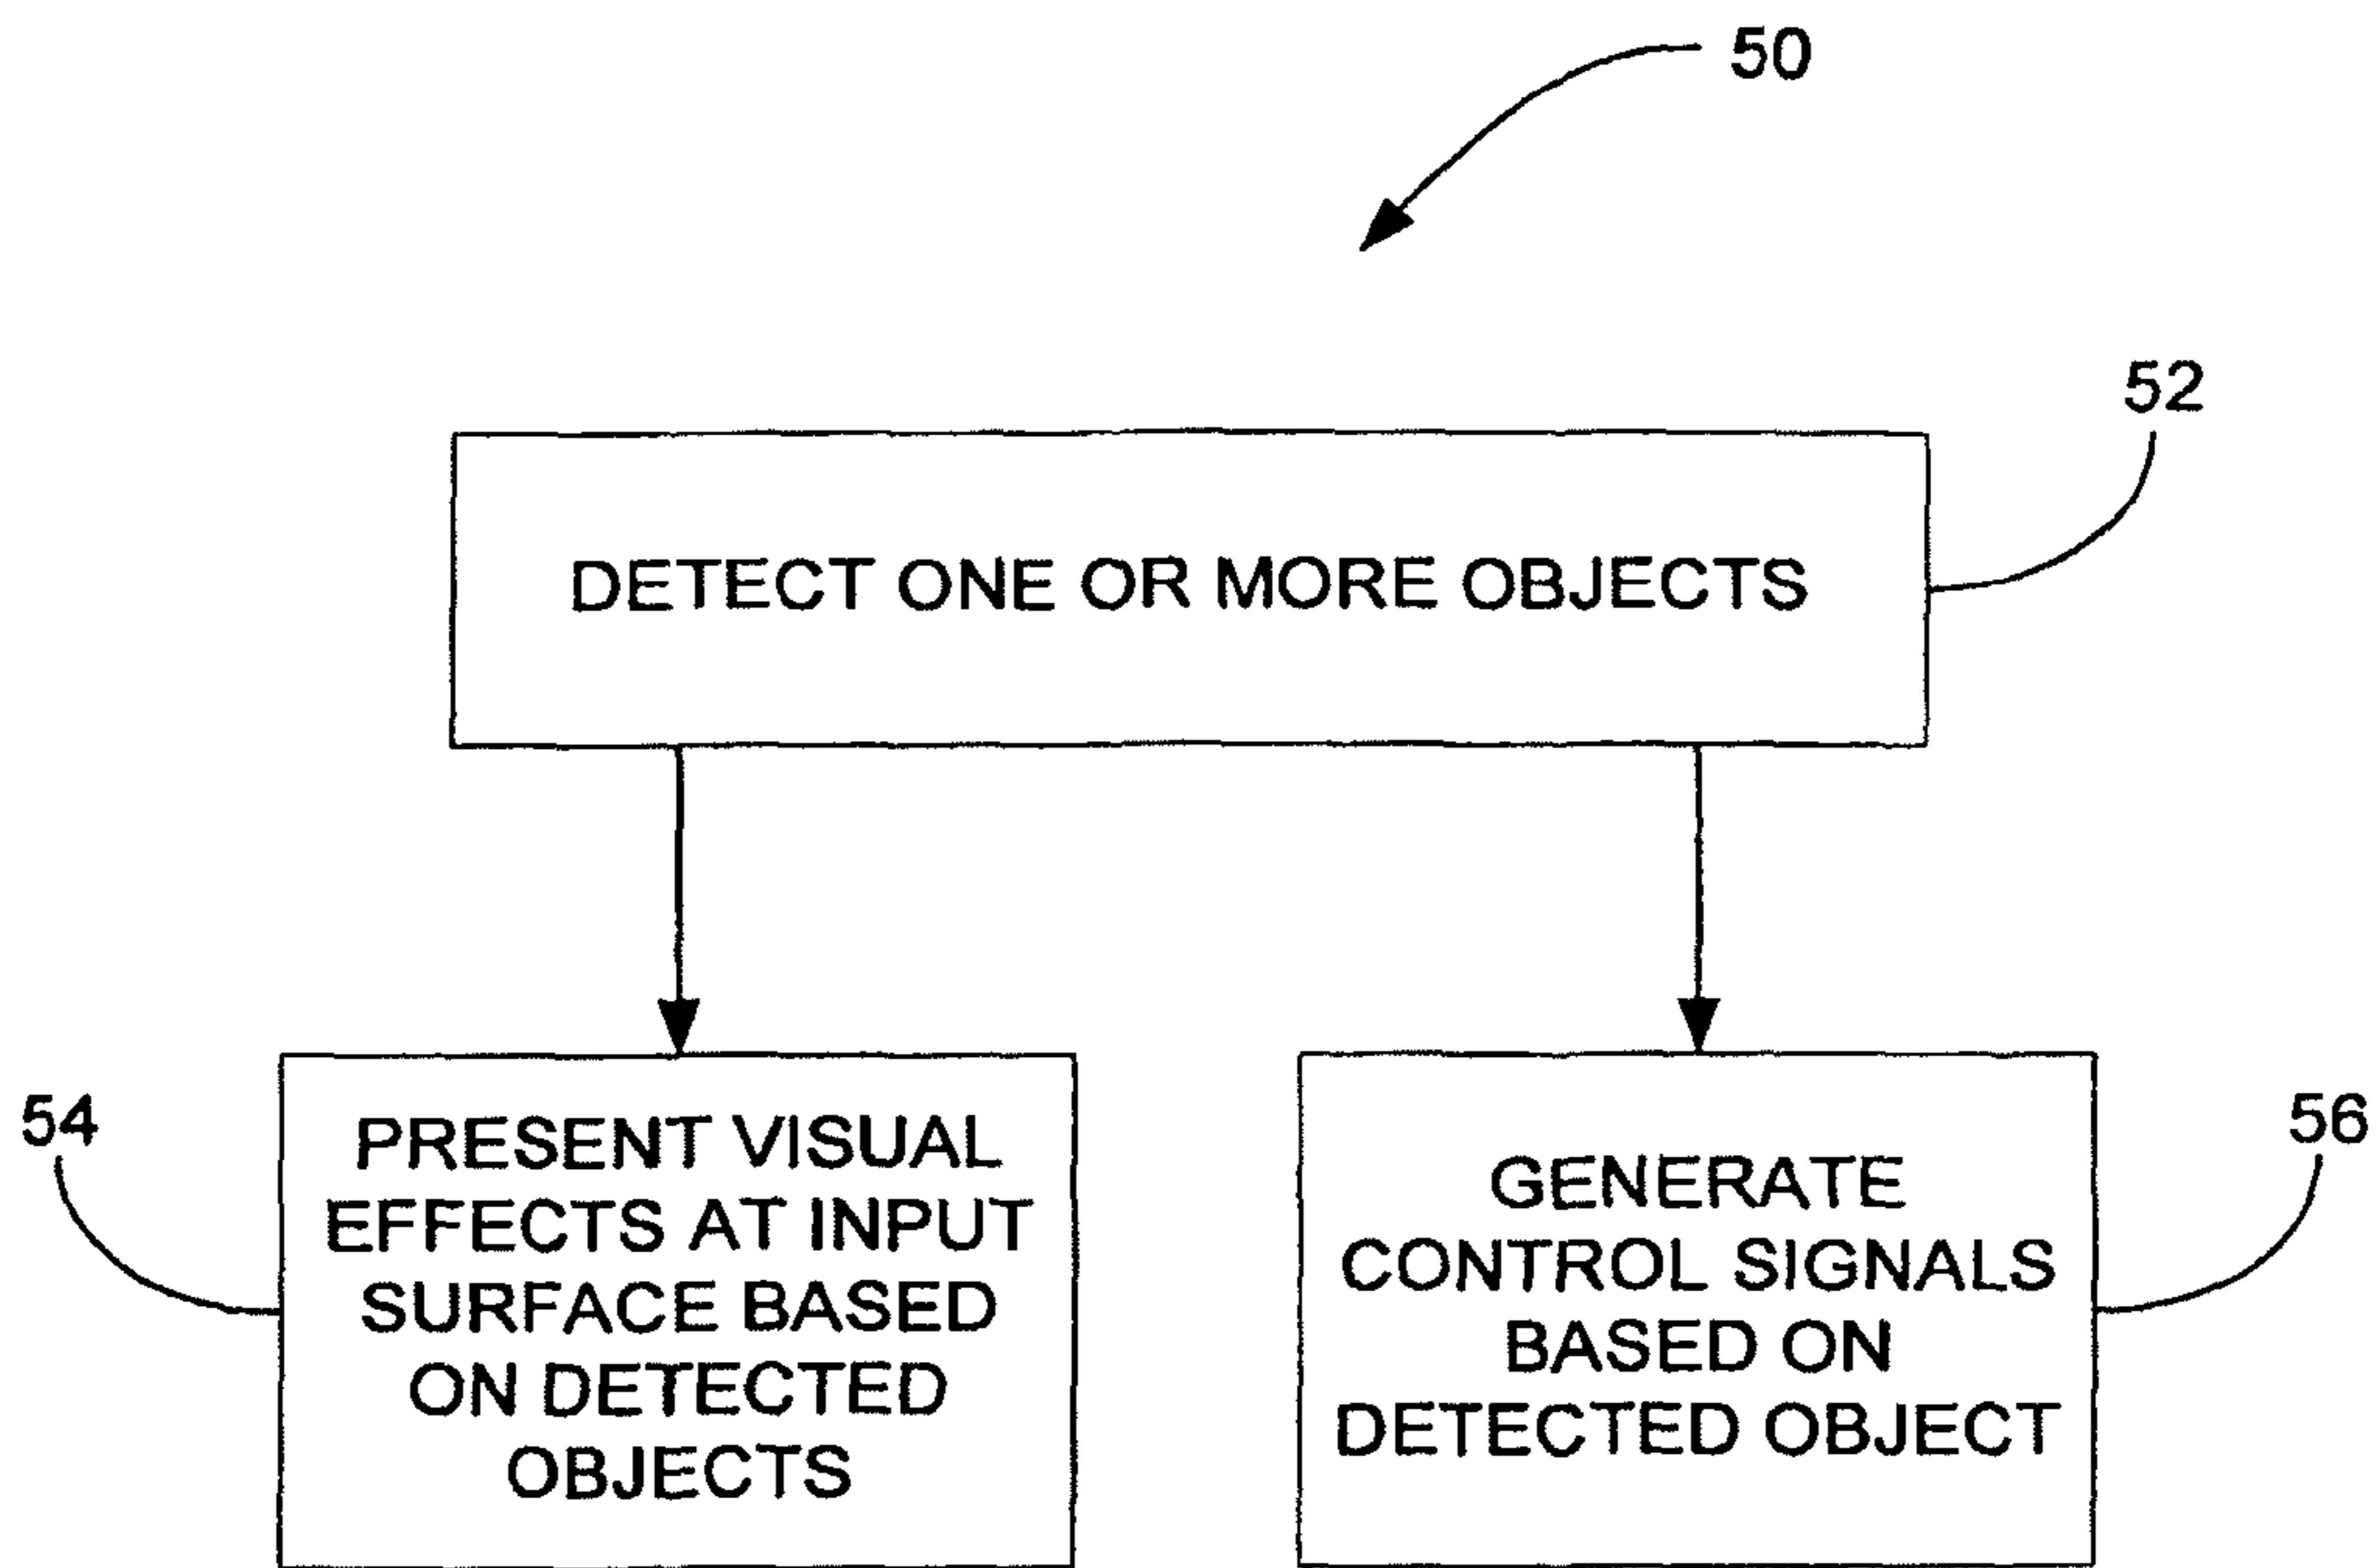 50
52
DETECT ONE OR MORE OBJECTS
54
PRESENT VISUAL
EFFECTS AT INPUT
SURFACE BASED
ON DETECTED
OBJECTS
56
GENERATE
CONTROL SIGNALS
BASED ON
DETECTED OBJECT